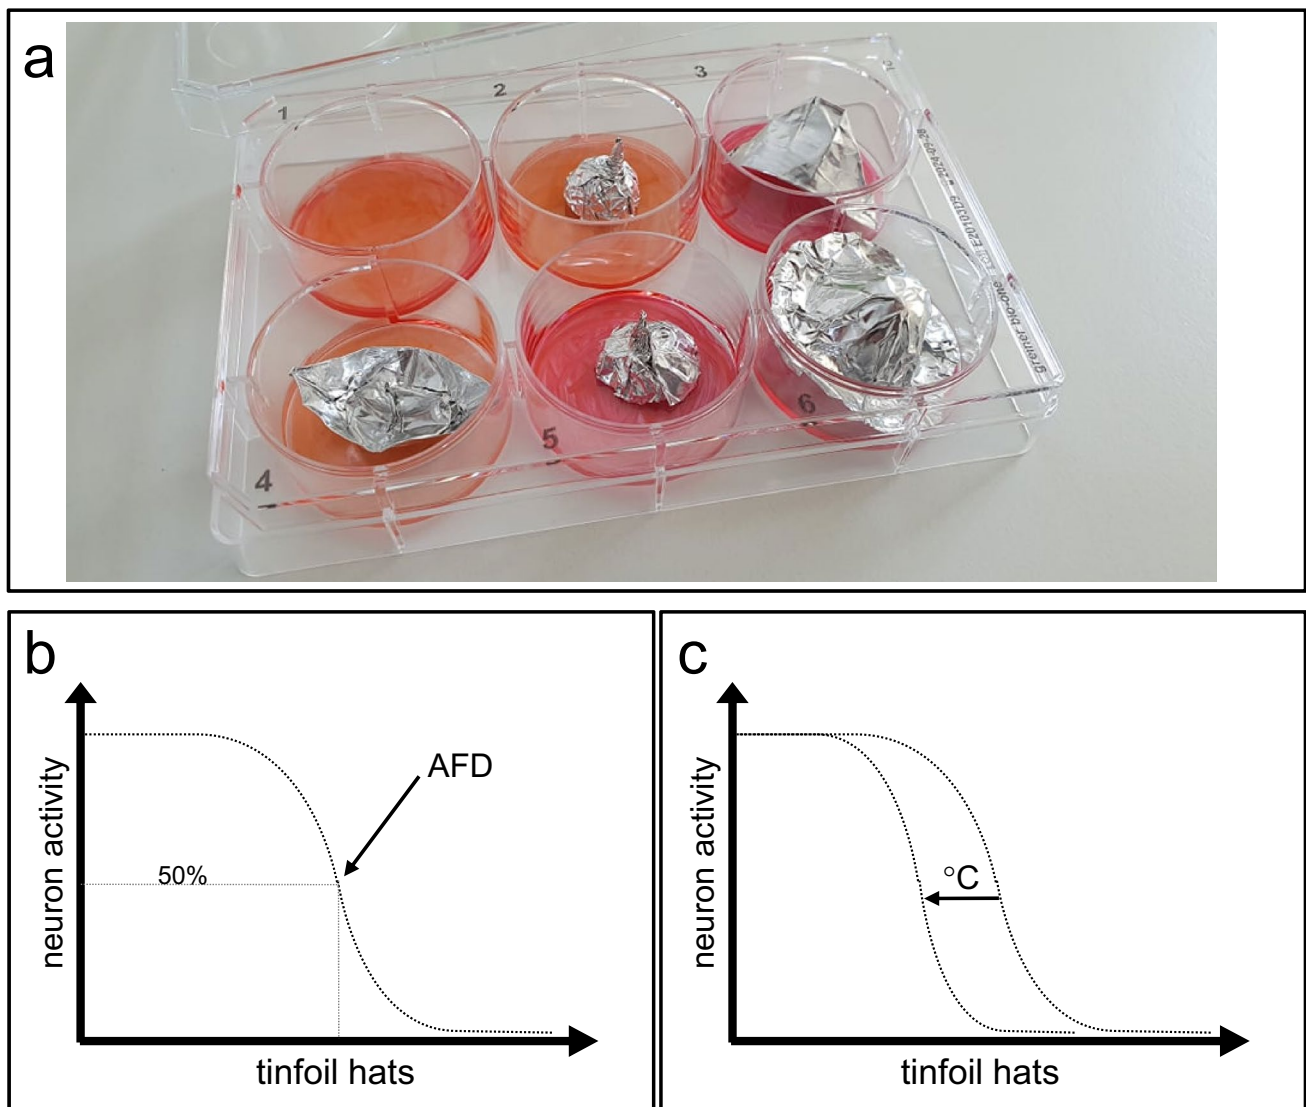 a
1
2
3
4
5
6
greiner bio-one
b
neuron activity
50%
AFD
tinfoil hats
c
neuron activity
°C
tinfoil hats